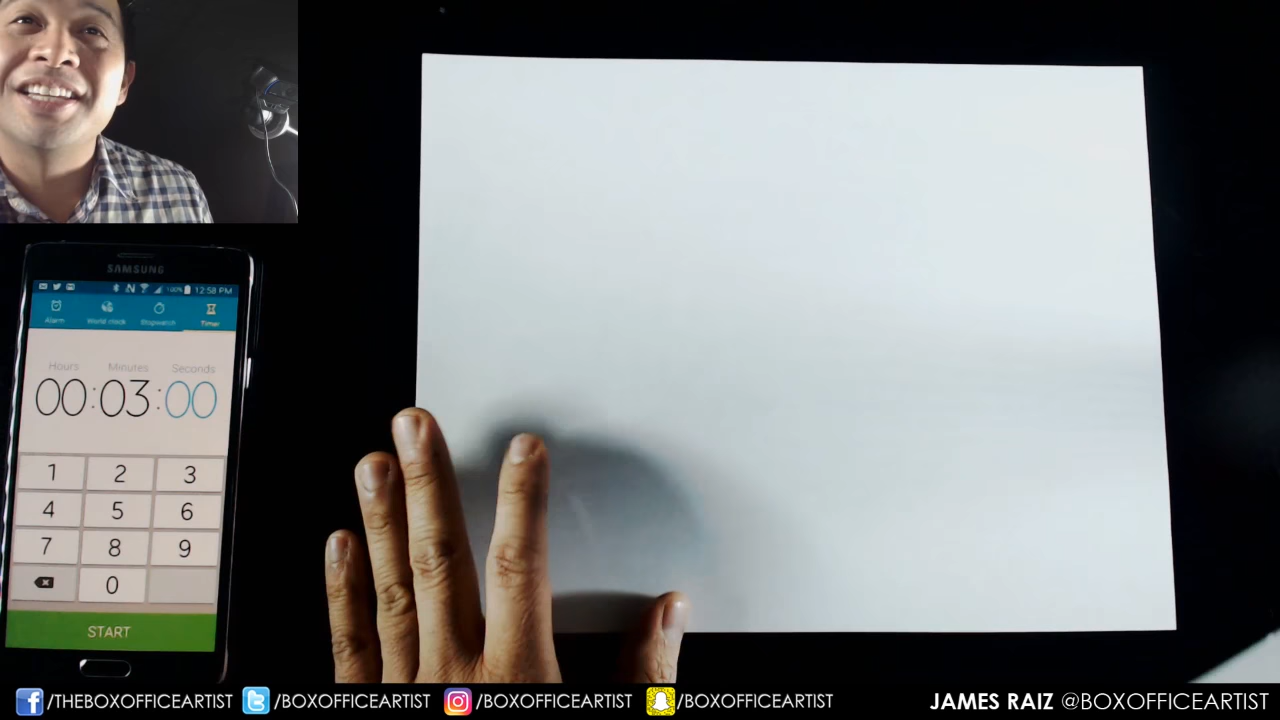 SAMSUNG
100% 12:58 PM
Alarm World clock Stopwatch Timer
Hours Minutes Seconds
00:03:00
1 2 3
4 5 6
7 8 9
0
START
/THEBOXOFFICEARTIST /BOXOFFICEARTIST /BOXOFFICEARTIST /BOXOFFICEARTIST JAMES RAIZ @BOXOFFICEARTIST